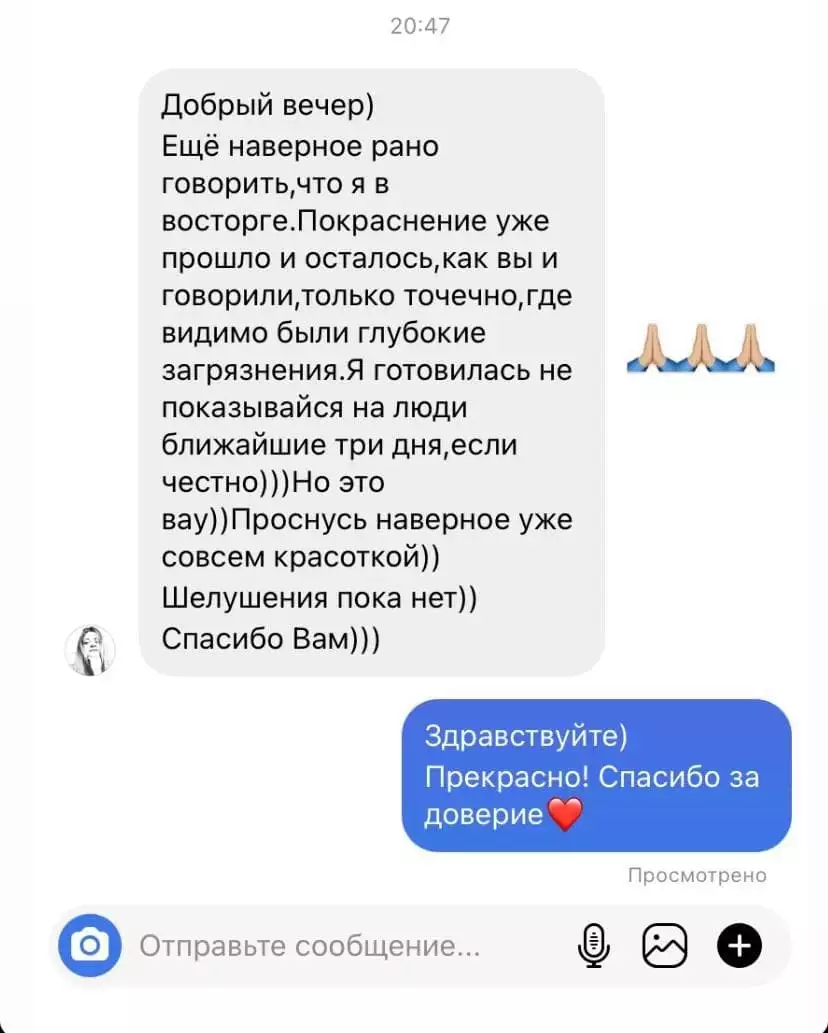 20:47
Добрый вечер)
Ещё наверное рано
говорить,что я в
восторге.Покраснение уже
прошло и осталось,как вы и
говорили,только точечно,где
видимо были глубокие
загрязнения.Я готовилась не
показывайся на люди
ближайшие три дня,если
честно)))Но это
вау))Проснусь наверное уже
совсем красоткой))
Шелушения пока нет))
Спасибо Вам)))
🙏🏼🙏🏼🙏🏼
Здравствуйте)
Прекрасно! Спасибо за
доверие❤️
Просмотрено
Отправьте сообщение...